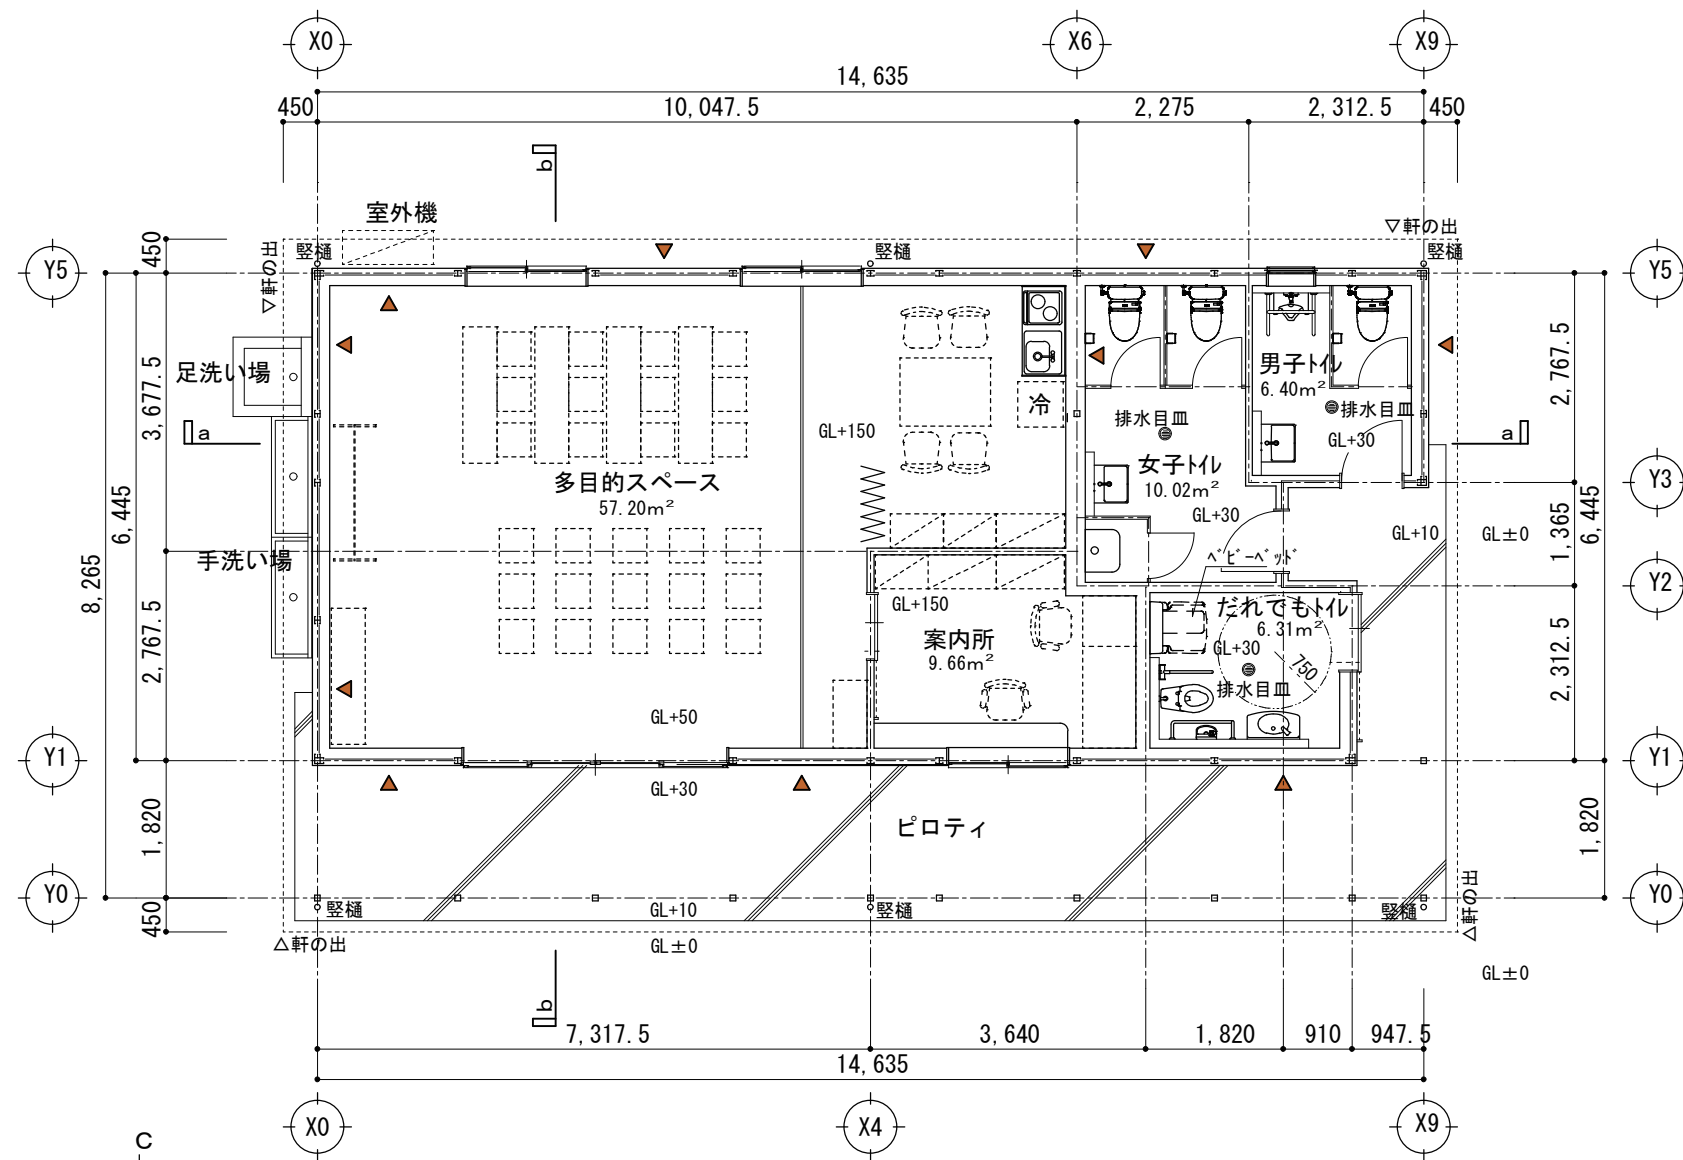 X0 X6 X9
14,635
450 10,047.5 2,275 2,312.5 450
b
室外機
▽軒の出
▽軒の出
竪樋 竪樋 竪樋
Y5 Y5
450
足洗い場
3,677.5
2,767.5
男子トイレ
6.40m²
冷
排水目皿
排水目皿
GL+150
GL+30
a a
多目的スペース
57.20m²
女子トイレ
10.02m²
Y3
GL+30
GL+10 GL±0
6,445
1,365
6,445
手洗い場
ベビーベッド
8,265
Y2
GL+150
だれでもトイレ
6.31m²
案内所
9.66m²
GL+30
750
排水目皿
2,767.5
2,312.5
GL+50
Y1 Y1
GL+30
ピロティ
1,820
1,820
Y0 Y0
竪樋 竪樋 竪樋
GL+10
450
△軒の出
△軒の出
GL±0
GL±0
b
7,317.5 3,640 1,820 910 947.5
14,635
X0 X4 X9
C